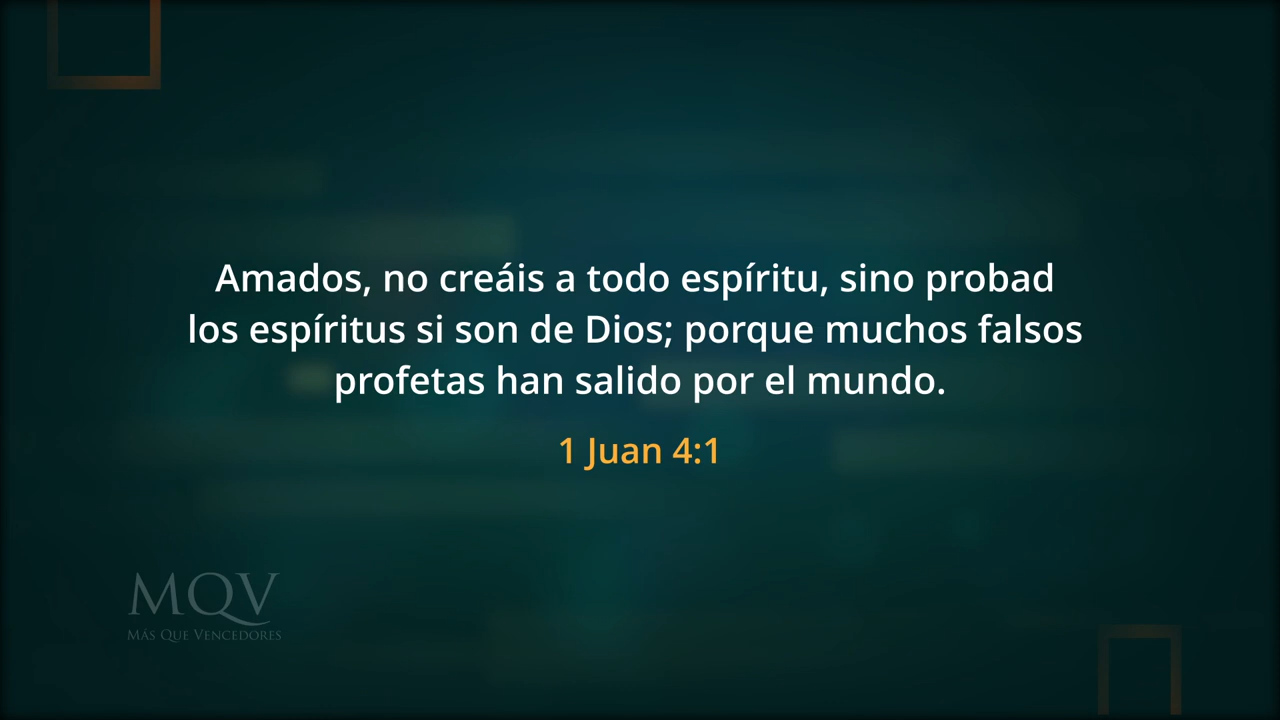 Amados, no creáis a todo espíritu, sino probad
los espíritus si son de Dios; porque muchos falsos
profetas han salido por el mundo.
1 Juan 4:1
MQV
MÁS QUE VENCEDORES